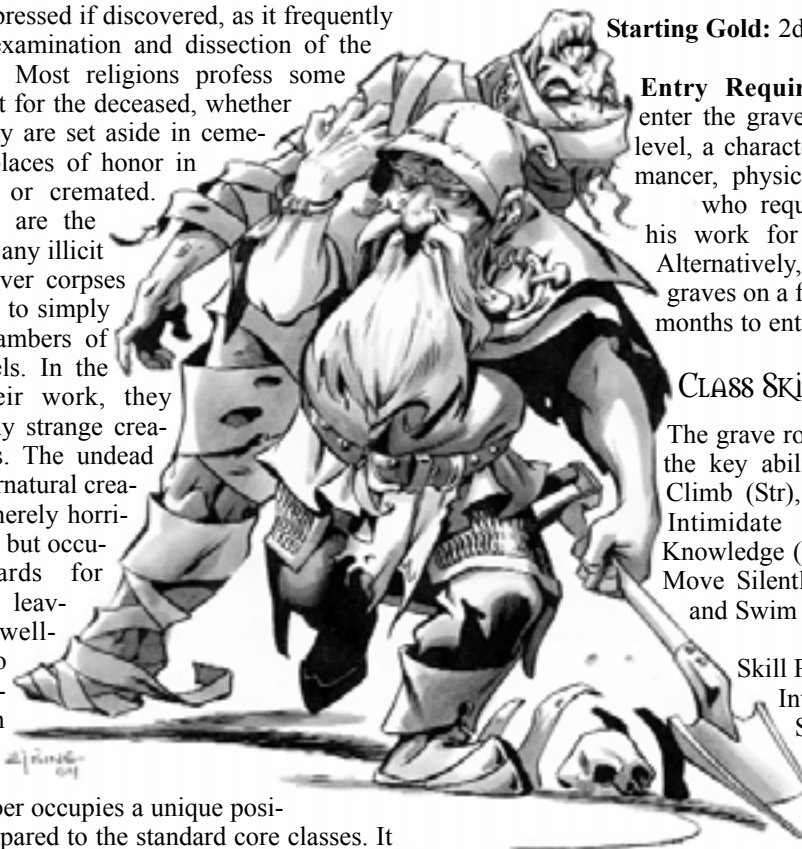 pressed if discovered, as it frequently
examination and dissection of the
Most religions profess some
t for the deceased, whether
y are set aside in ceme-
places of honor in
or cremated.
are the
any illicit
ver corpses
to simply
ambers of
els. In the
eir work, they
y strange crea-
s. The undead
rnatural crea-
nerely horri-
but occu-
ards for
leav-
well-
o
-
n
per occupies a unique posi-
pared to the standard core classes. It
Starting Gold: 2d
Entry Requir
enter the grave
level, a characte
mancer, physic
who requ
his work for
Alternatively,
graves on a f
months to ent
CLASS SKI
The grave ro
the key abil
Climb (Str),
Intimidate
Knowledge (
Move Silentl
and Swim
Skill P
Int
S